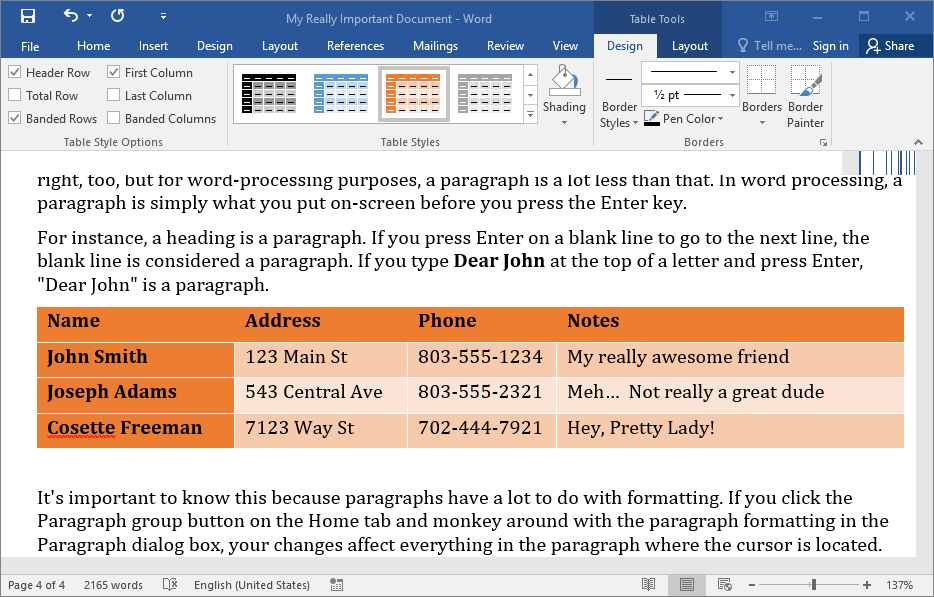 My Really Important Document - Word
Table Tools
File Home Insert Design Layout References Mailings Review View Design Layout Tell me... Sign in Share
Header Row First Column
Total Row Last Column
Banded Rows Banded Columns
Table Style Options
Table Styles
Shading
Border Styles
½ pt
Pen Color
Borders
Border Painter
Borders
right, too, but for word-processing purposes, a paragraph is a lot less than that. In word processing, a
paragraph is simply what you put on-screen before you press the Enter key.
For instance, a heading is a paragraph. If you press Enter on a blank line to go to the next line, the
blank line is considered a paragraph. If you type Dear John at the top of a letter and press Enter,
"Dear John" is a paragraph.
Name Address Phone Notes
John Smith 123 Main St 803-555-1234 My really awesome friend
Joseph Adams 543 Central Ave 803-555-2321 Meh... Not really a great dude
Cosette Freeman 7123 Way St 702-444-7921 Hey, Pretty Lady!
It's important to know this because paragraphs have a lot to do with formatting. If you click the
Paragraph group button on the Home tab and monkey around with the paragraph formatting in the
Paragraph dialog box, your changes affect everything in the paragraph where the cursor is located.
Page 4 of 4 2165 words English (United States) 137%